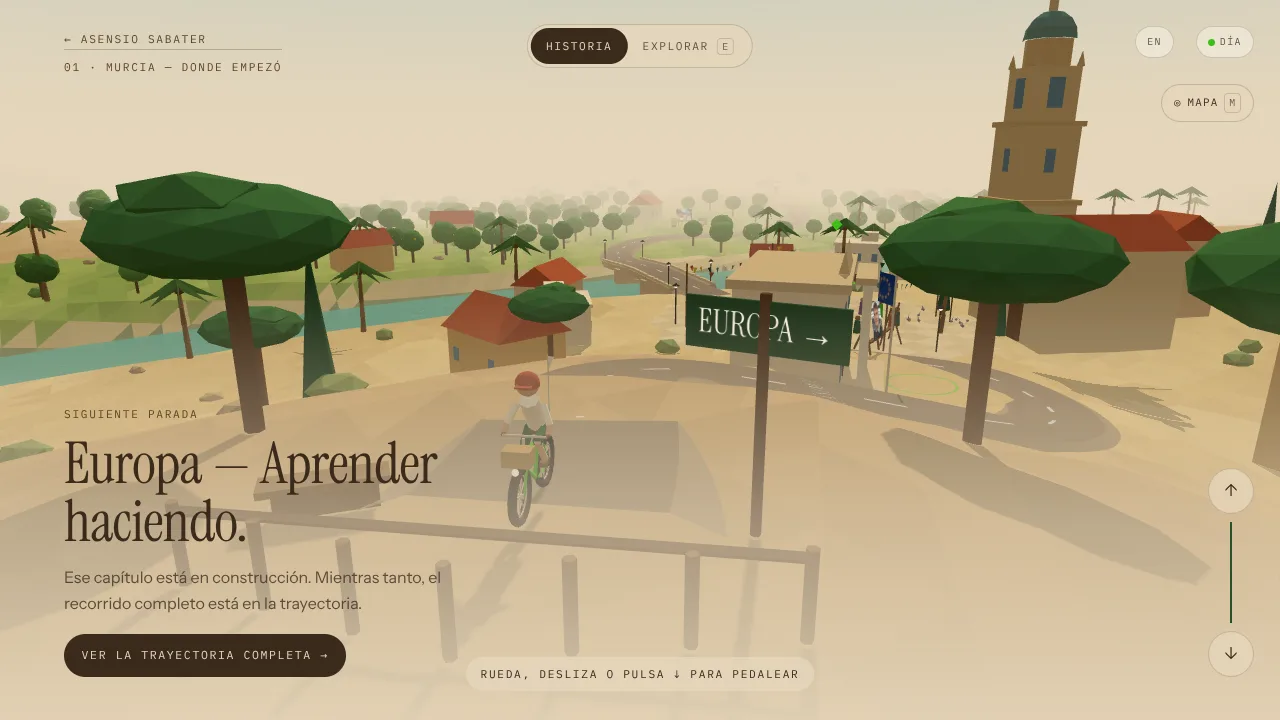 ← ASENSIO SABATER
01 · MURCIA — DONDE EMPEZÓ
HISTORIA
EXPLORAR E
EN
DÍA
◎ MAPA M
EUROPA →
SIGUIENTE PARADA
Europa — Aprender
haciendo.
Ese capítulo está en construcción. Mientras tanto, el
recorrido completo está en la trayectoria.
VER LA TRAYECTORIA COMPLETA →
RUEDA, DESLIZA O PULSA ↓ PARA PEDALEAR
↑
↓